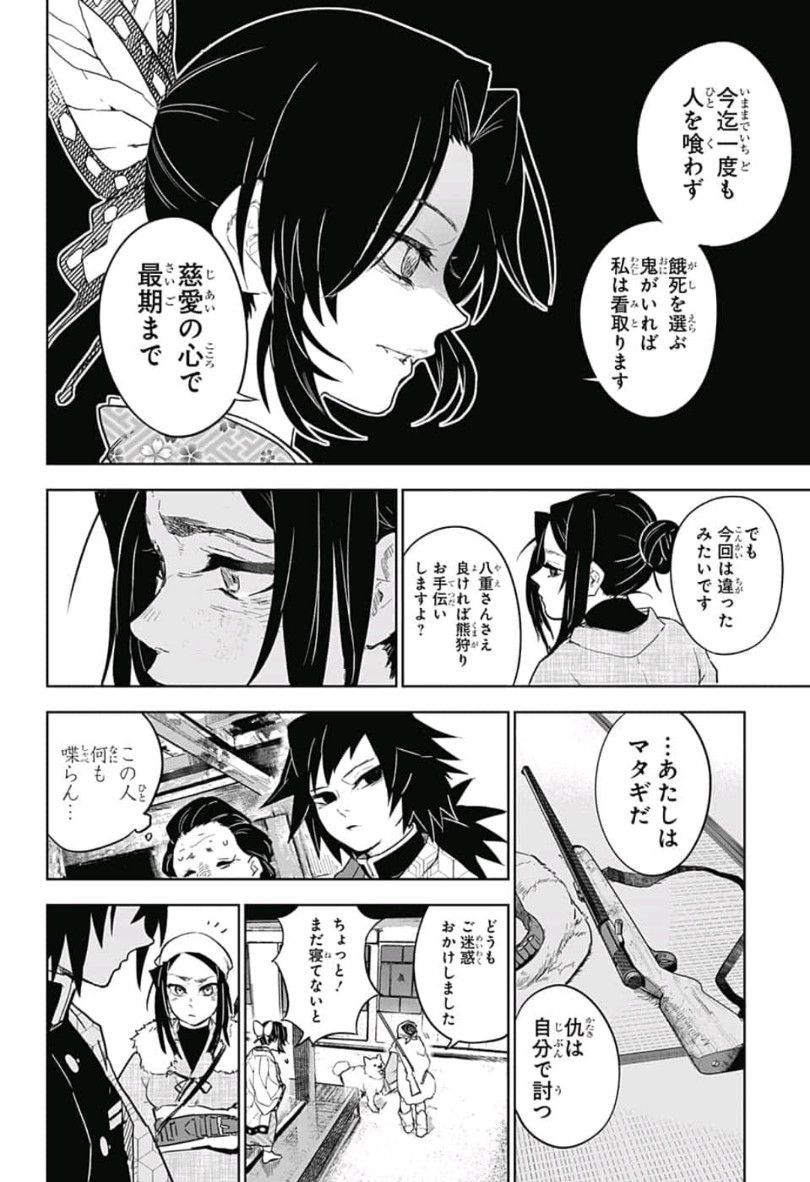 今迄一度も
人を喰わず
餓死を選ぶ
鬼がいれば
私は看取ります
慈愛の心で
最期まで
でも
今回は違った
みたいです
八重さんさえ
良ければ熊狩り
お手伝い
しますよ?
…あたしは
マタギだ
仇は
自分で討つ
この人
何も
喋らん…
どうも
ご迷惑
おかけしました
ちょっと!
まだ寝てないと